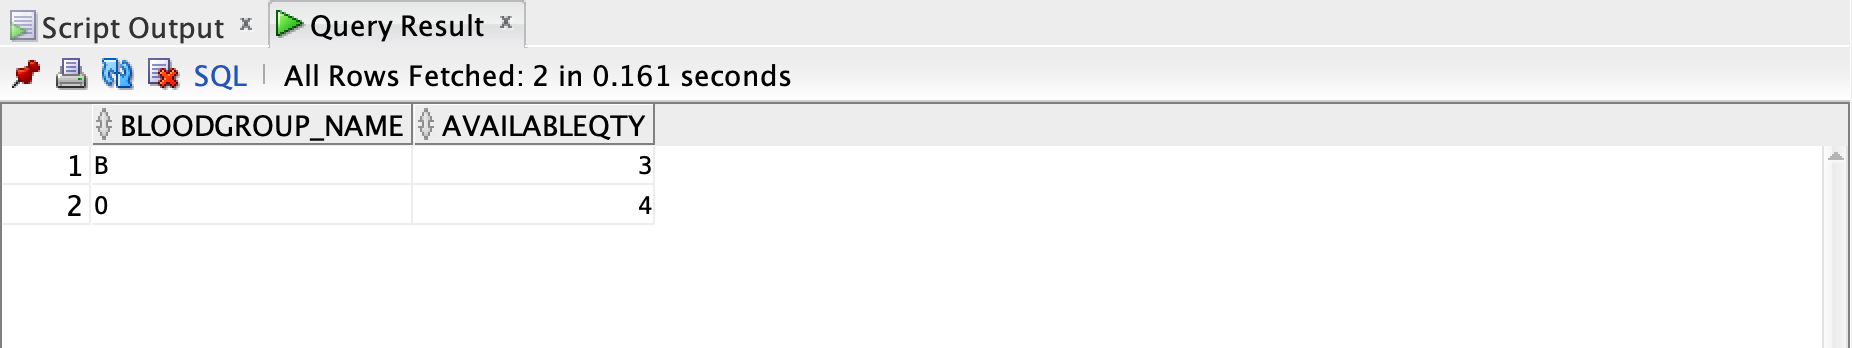 Script Output x Query Result x
SQL All Rows Fetched: 2 in 0.161 seconds
BLOODGROUP_NAME AVAILABLEQTY
1 B 3
2 0 4